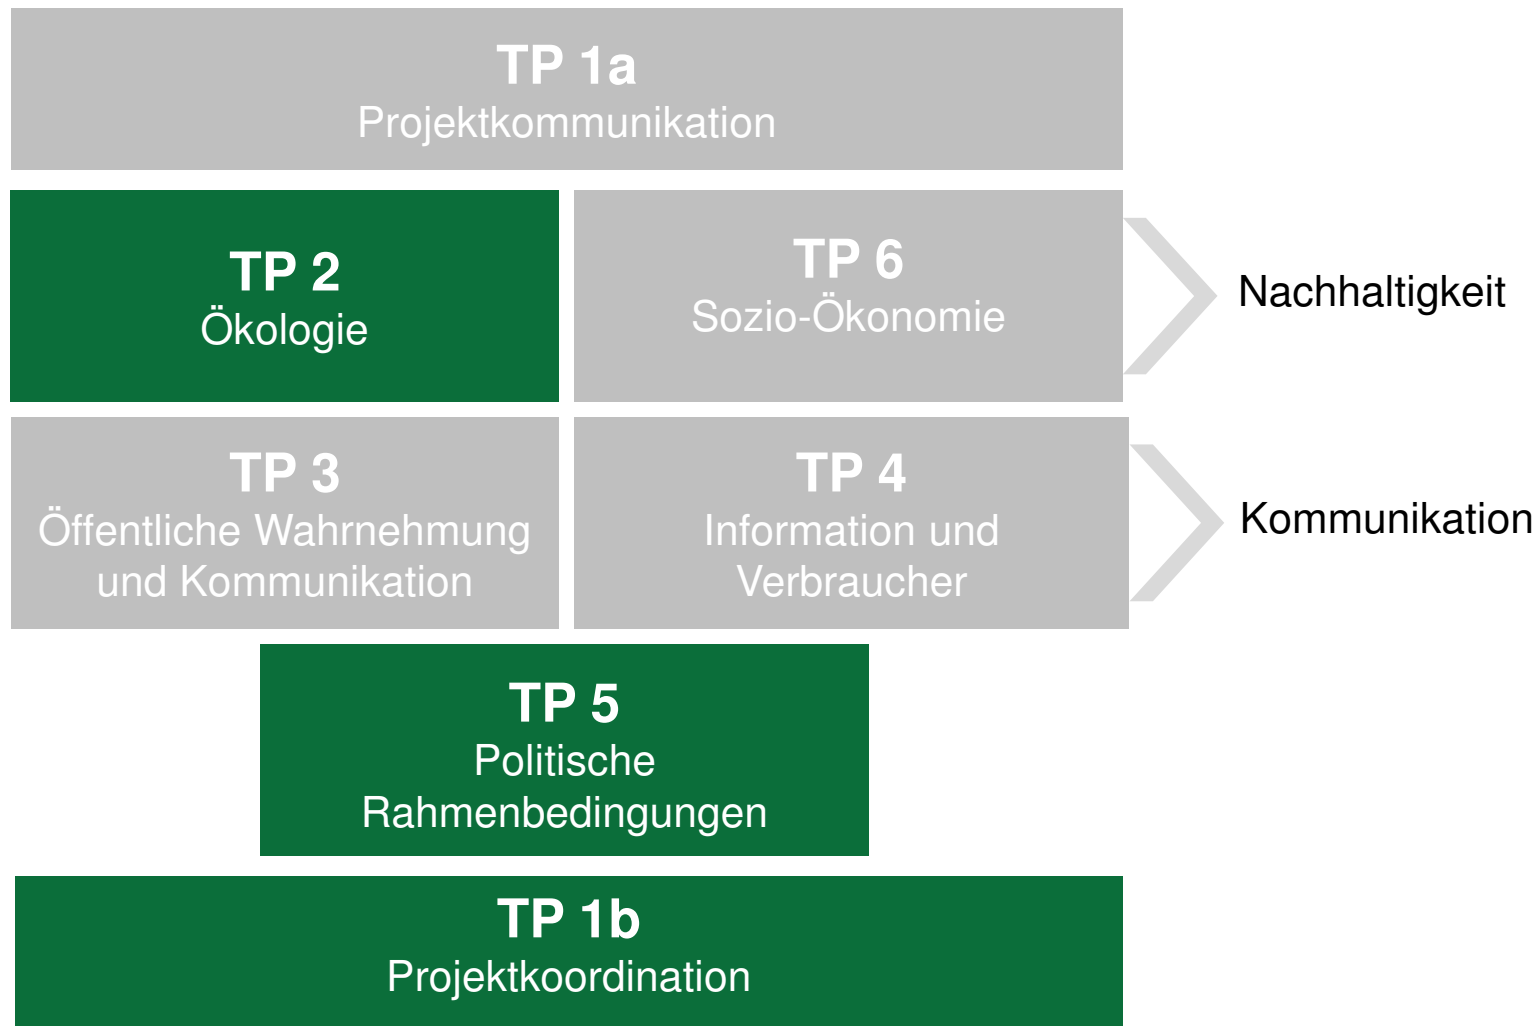 TP 1a
Projektkommunikation
TP 2
Ökologie
TP 6
Sozio-Ökonomie
Nachhaltigkeit
TP 3
Öffentliche Wahrnehmung
und Kommunikation
TP 4
Information und
Verbraucher
Kommunikation
TP 5
Politische
Rahmenbedingungen
TP 1b
Projektkoordination